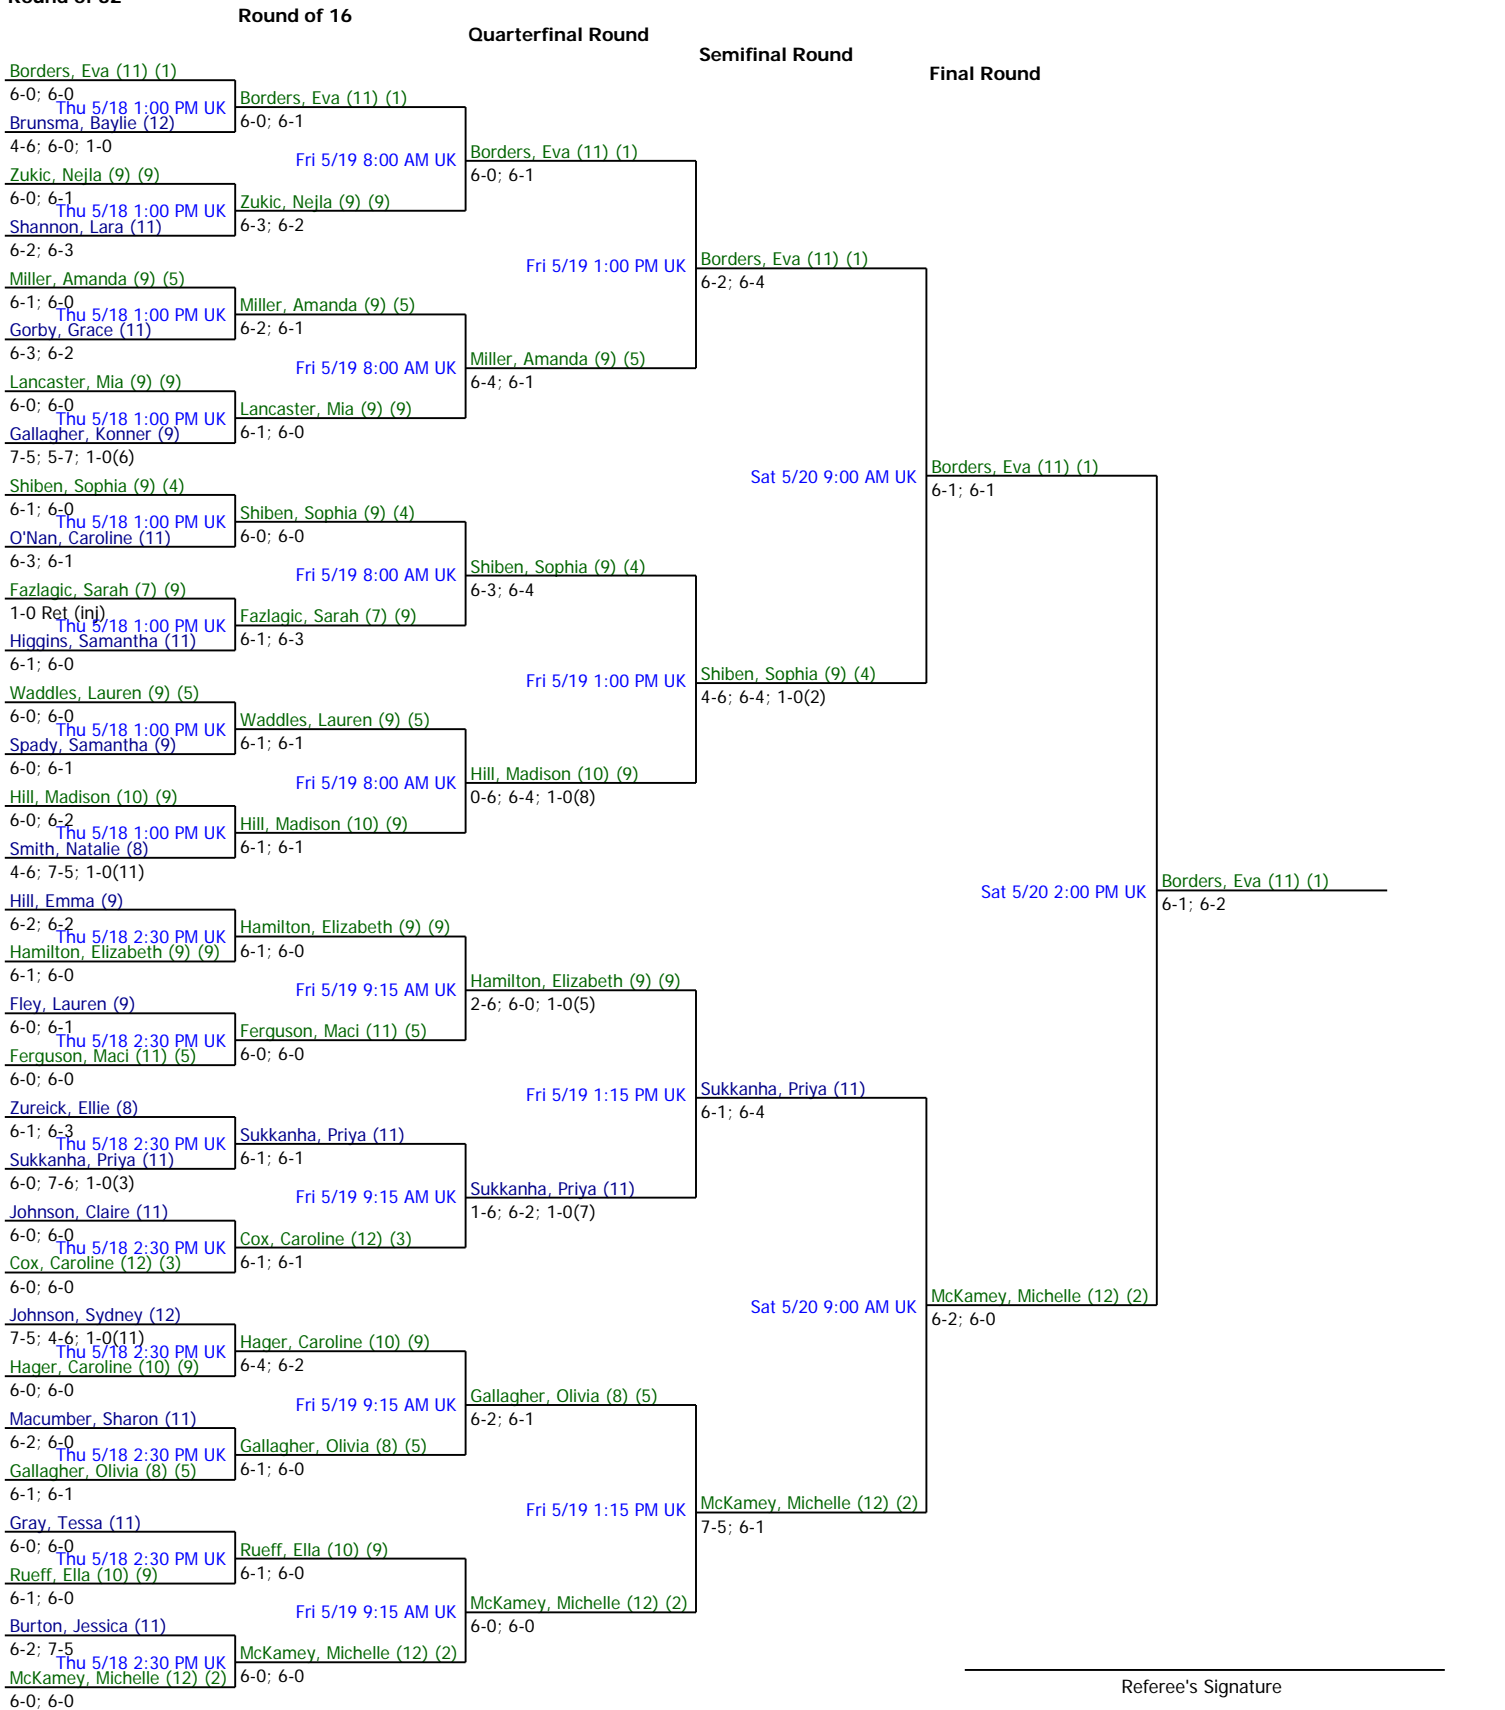 Round of 16
Quarterfinal Round
Semifinal Round
Final Round
Borders, Eva (11) (1)
6-0; 6-0
Thu 5/18 1:00 PM UK
Borders, Eva (11) (1)
Brunsma, Baylie (12)
6-0; 6-1
4-6; 6-0; 1-0
Fri 5/19 8:00 AM UK
Borders, Eva (11) (1)
Zukic, Nejla (9) (9)
6-0; 6-1
6-0; 6-1
Thu 5/18 1:00 PM UK
Zukic, Nejla (9) (9)
Shannon, Lara (11)
6-3; 6-2
6-2; 6-3
Fri 5/19 1:00 PM UK
Borders, Eva (11) (1)
Miller, Amanda (9) (5)
6-2; 6-4
6-1; 6-0
Thu 5/18 1:00 PM UK
Miller, Amanda (9) (5)
Gorby, Grace (11)
6-2; 6-1
6-3; 6-2
Fri 5/19 8:00 AM UK
Miller, Amanda (9) (5)
Lancaster, Mia (9) (9)
6-4; 6-1
6-0; 6-0
Thu 5/18 1:00 PM UK
Lancaster, Mia (9) (9)
Gallagher, Konner (9)
6-1; 6-0
7-5; 5-7; 1-0(6)
Sat 5/20 9:00 AM UK
Borders, Eva (11) (1)
Shiben, Sophia (9) (4)
6-1; 6-1
6-1; 6-0
Thu 5/18 1:00 PM UK
Shiben, Sophia (9) (4)
O'Nan, Caroline (11)
6-0; 6-0
6-3; 6-1
Fri 5/19 8:00 AM UK
Shiben, Sophia (9) (4)
Fazlagic, Sarah (7) (9)
6-3; 6-4
1-0 Ret (inj)
Thu 5/18 1:00 PM UK
Fazlagic, Sarah (7) (9)
Higgins, Samantha (11)
6-1; 6-3
6-1; 6-0
Fri 5/19 1:00 PM UK
Shiben, Sophia (9) (4)
Waddles, Lauren (9) (5)
4-6; 6-4; 1-0(2)
6-0; 6-0
Thu 5/18 1:00 PM UK
Waddles, Lauren (9) (5)
Spady, Samantha (9)
6-1; 6-1
6-0; 6-1
Fri 5/19 8:00 AM UK
Hill, Madison (10) (9)
Hill, Madison (10) (9)
0-6; 6-4; 1-0(8)
6-0; 6-2
Thu 5/18 1:00 PM UK
Hill, Madison (10) (9)
Smith, Natalie (8)
6-1; 6-1
4-6; 7-5; 1-0(11)
Sat 5/20 2:00 PM UK
Borders, Eva (11) (1)
Hill, Emma (9)
6-1; 6-2
6-2; 6-2
Thu 5/18 2:30 PM UK
Hamilton, Elizabeth (9) (9)
Hamilton, Elizabeth (9) (9)
6-1; 6-0
6-1; 6-0
Fri 5/19 9:15 AM UK
Hamilton, Elizabeth (9) (9)
Fley, Lauren (9)
2-6; 6-0; 1-0(5)
6-0; 6-1
Thu 5/18 2:30 PM UK
Ferguson, Maci (11) (5)
Ferguson, Maci (11) (5)
6-0; 6-0
6-0; 6-0
Fri 5/19 1:15 PM UK
Sukkanha, Priya (11)
Zureick, Ellie (8)
6-1; 6-4
6-1; 6-3
Thu 5/18 2:30 PM UK
Sukkanha, Priya (11)
Sukkanha, Priya (11)
6-1; 6-1
6-0; 7-6; 1-0(3)
Fri 5/19 9:15 AM UK
Sukkanha, Priya (11)
Johnson, Claire (11)
1-6; 6-2; 1-0(7)
6-0; 6-0
Thu 5/18 2:30 PM UK
Cox, Caroline (12) (3)
Cox, Caroline (12) (3)
6-1; 6-1
6-0; 6-0
Sat 5/20 9:00 AM UK
McKamey, Michelle (12) (2)
Johnson, Sydney (12)
6-2; 6-0
7-5; 4-6; 1-0(11)
Thu 5/18 2:30 PM UK
Hager, Caroline (10) (9)
Hager, Caroline (10) (9)
6-4; 6-2
6-0; 6-0
Fri 5/19 9:15 AM UK
Gallagher, Olivia (8) (5)
Macumber, Sharon (11)
6-2; 6-1
6-2; 6-0
Thu 5/18 2:30 PM UK
Gallagher, Olivia (8) (5)
Gallagher, Olivia (8) (5)
6-1; 6-0
6-1; 6-1
Fri 5/19 1:15 PM UK
McKamey, Michelle (12) (2)
Gray, Tessa (11)
7-5; 6-1
6-0; 6-0
Thu 5/18 2:30 PM UK
Rueff, Ella (10) (9)
Rueff, Ella (10) (9)
6-1; 6-0
6-1; 6-0
Fri 5/19 9:15 AM UK
McKamey, Michelle (12) (2)
Burton, Jessica (11)
6-0; 6-0
6-2; 7-5
Thu 5/18 2:30 PM UK
McKamey, Michelle (12) (2)
McKamey, Michelle (12) (2)
6-0; 6-0
6-0; 6-0
Referee's Signature